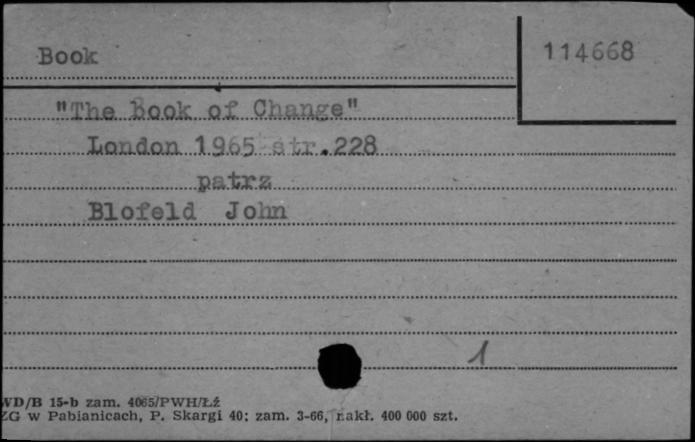 Book
114668
"The Book of Change"
London 1965 str.228
patrz
Blofeld John
1
WD/B 15-b zam. 4065/PWH/Łź
ZG w Pabianicach, P. Skargi 40; zam. 3-66, nakł. 400 000 szt.